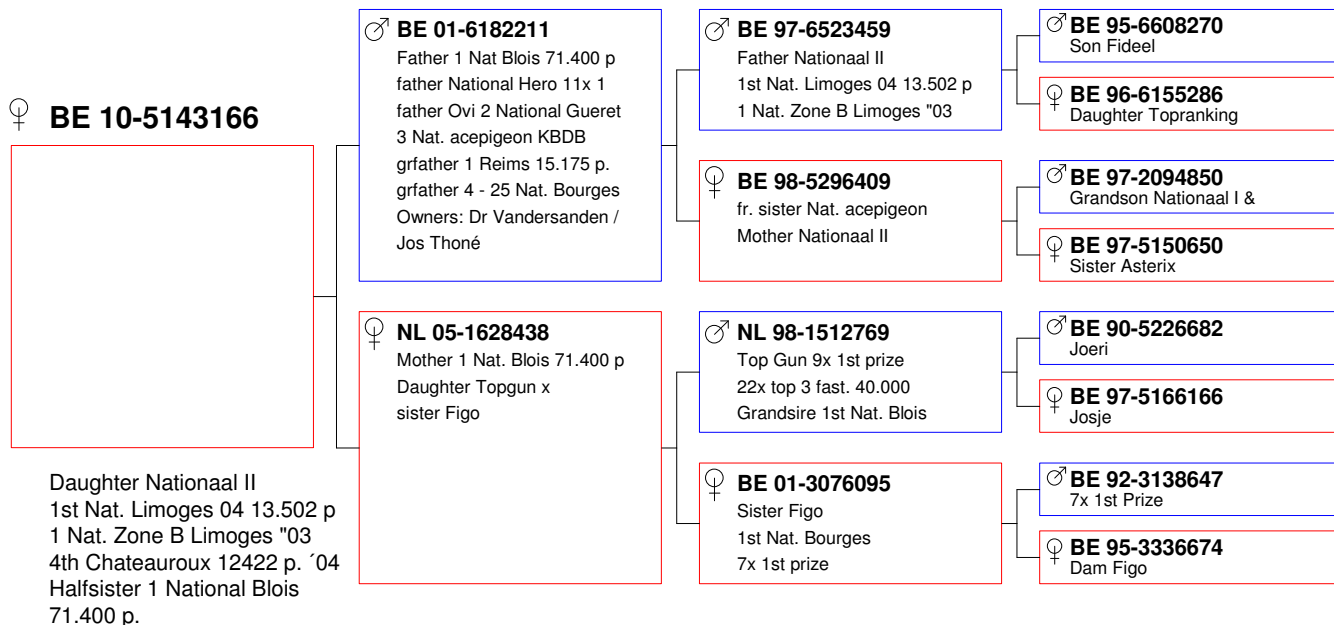 BE 10-5143166
Daughter Nationaal II
1st Nat. Limoges 04 13.502 p
1 Nat. Zone B Limoges "03
4th Chateauroux 12422 p. ´04
Halfsister 1 National Blois
71.400 p.
BE 01-6182211
Father 1 Nat Blois 71.400 p
father National Hero 11x 1
father Ovi 2 National Gueret
3 Nat. acepigeon KBDB
grfather 1 Reims 15.175 p.
grfather 4 - 25 Nat. Bourges
Owners: Dr Vandersanden /
Jos Thoné
NL 05-1628438
Mother 1 Nat. Blois 71.400 p
Daughter Topgun x
sister Figo
BE 97-6523459
Father Nationaal II
1st Nat. Limoges 04 13.502 p
1 Nat. Zone B Limoges "03
BE 98-5296409
fr. sister Nat. acepigeon
Mother Nationaal II
NL 98-1512769
Top Gun 9x 1st prize
22x top 3 fast. 40.000
Grandsire 1st Nat. Blois
BE 01-3076095
Sister Figo
1st Nat. Bourges
7x 1st prize
BE 95-6608270
Son Fideel
BE 96-6155286
Daughter Topranking
BE 97-2094850
Grandson Nationaal I &
BE 97-5150650
Sister Asterix
BE 90-5226682
Joeri
BE 97-5166166
Josje
BE 92-3138647
7x 1st Prize
BE 95-3336674
Dam Figo